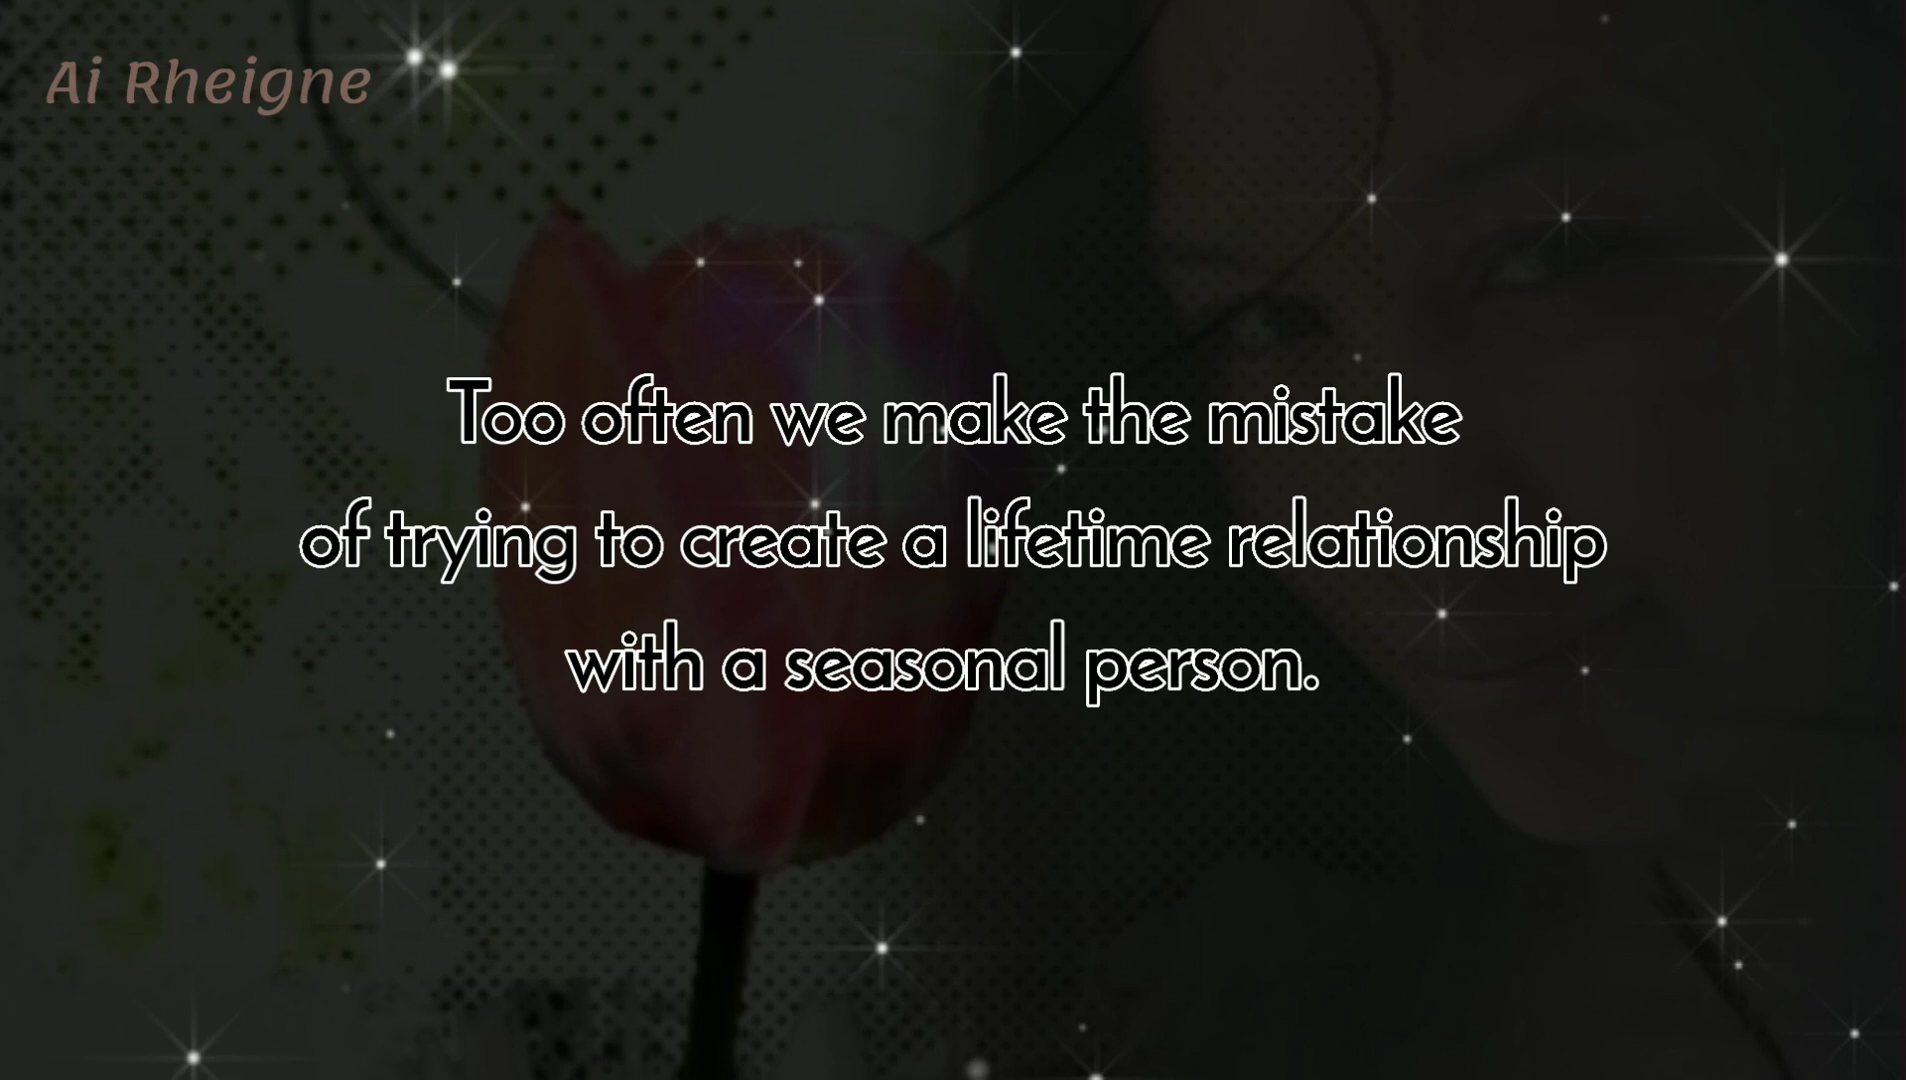 Ai Rheigne
Too often we make the mistake
of trying to create a lifetime relationship
with a seasonal person.